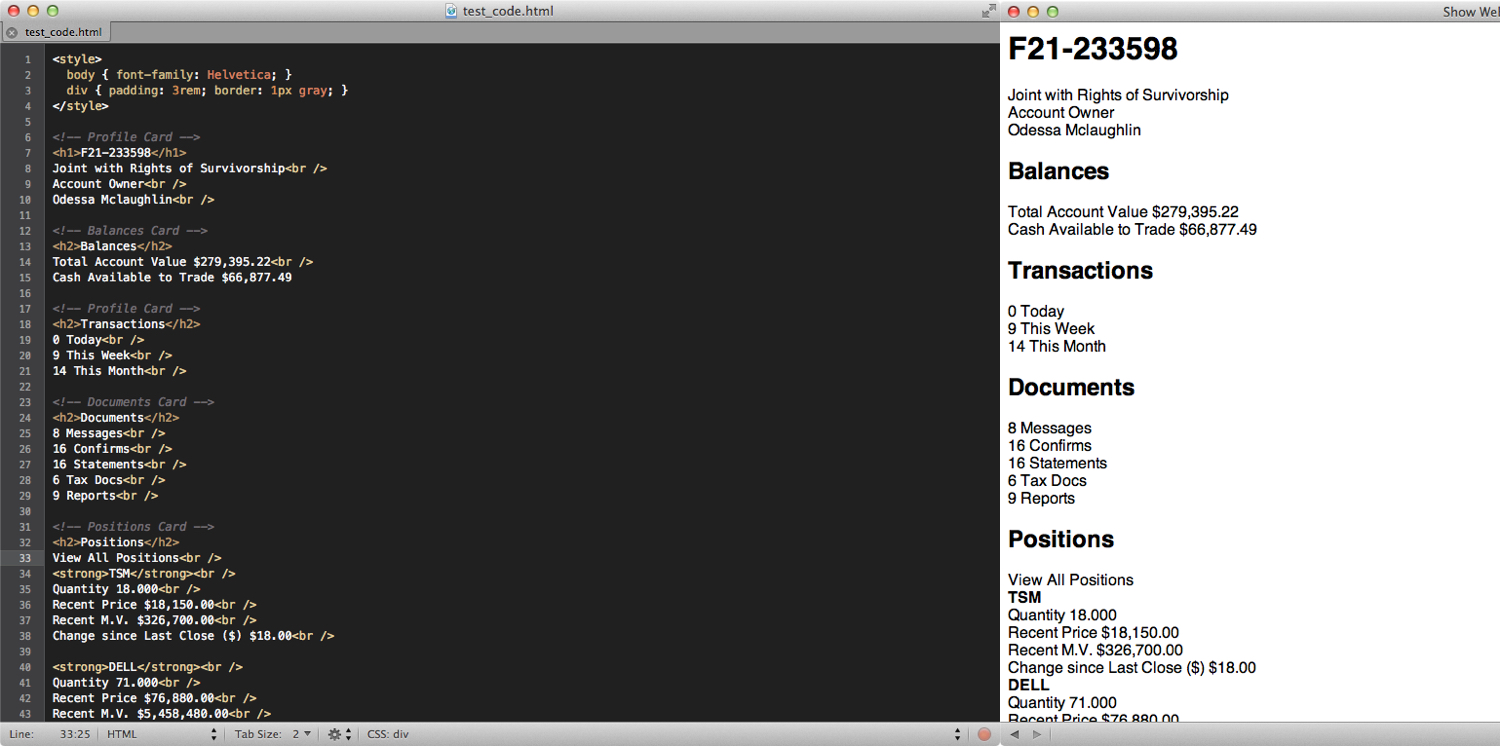 test_code.html
test_code.html
1 <style>
2 body { font-family: Helvetica; }
3 div { padding: 3rem; border: 1px gray; }
4 </style>
5
6 <!-- Profile Card -->
7 <h1>F21-233598</h1>
8 Joint with Rights of Survivorship<br />
9 Account Owner<br />
10 Odessa Mclaughlin<br />
11
12 <!-- Balances Card -->
13 <h2>Balances</h2>
14 Total Account Value $279,395.22<br />
15 Cash Available to Trade $66,877.49
16
17 <!-- Profile Card -->
18 <h2>Transactions</h2>
19 0 Today<br />
20 9 This Week<br />
21 14 This Month<br />
22
23 <!-- Documents Card -->
24 <h2>Documents</h2>
25 8 Messages<br />
26 16 Confirms<br />
27 16 Statements<br />
28 6 Tax Docs<br />
29 9 Reports<br />
30
31 <!-- Positions Card -->
32 <h2>Positions</h2>
33 View All Positions<br />
34 <strong>TSM</strong><br />
35 Quantity 18.000<br />
36 Recent Price $18,150.00<br />
37 Recent M.V. $326,700.00<br />
38 Change since Last Close ($) $18.00<br />
39
40 <strong>DELL</strong><br />
41 Quantity 71.000<br />
42 Recent Price $76,880.00<br />
43 Recent M.V. $5,458,480.00<br />
Line: 33:25 HTML Tab Size: 2 CSS: div
Show Wel
F21-233598
Joint with Rights of Survivorship
Account Owner
Odessa Mclaughlin
Balances
Total Account Value $279,395.22
Cash Available to Trade $66,877.49
Transactions
0 Today
9 This Week
14 This Month
Documents
8 Messages
16 Confirms
16 Statements
6 Tax Docs
9 Reports
Positions
View All Positions
TSM
Quantity 18.000
Recent Price $18,150.00
Recent M.V. $326,700.00
Change since Last Close ($) $18.00
DELL
Quantity 71.000
Recent Price $76,880.00